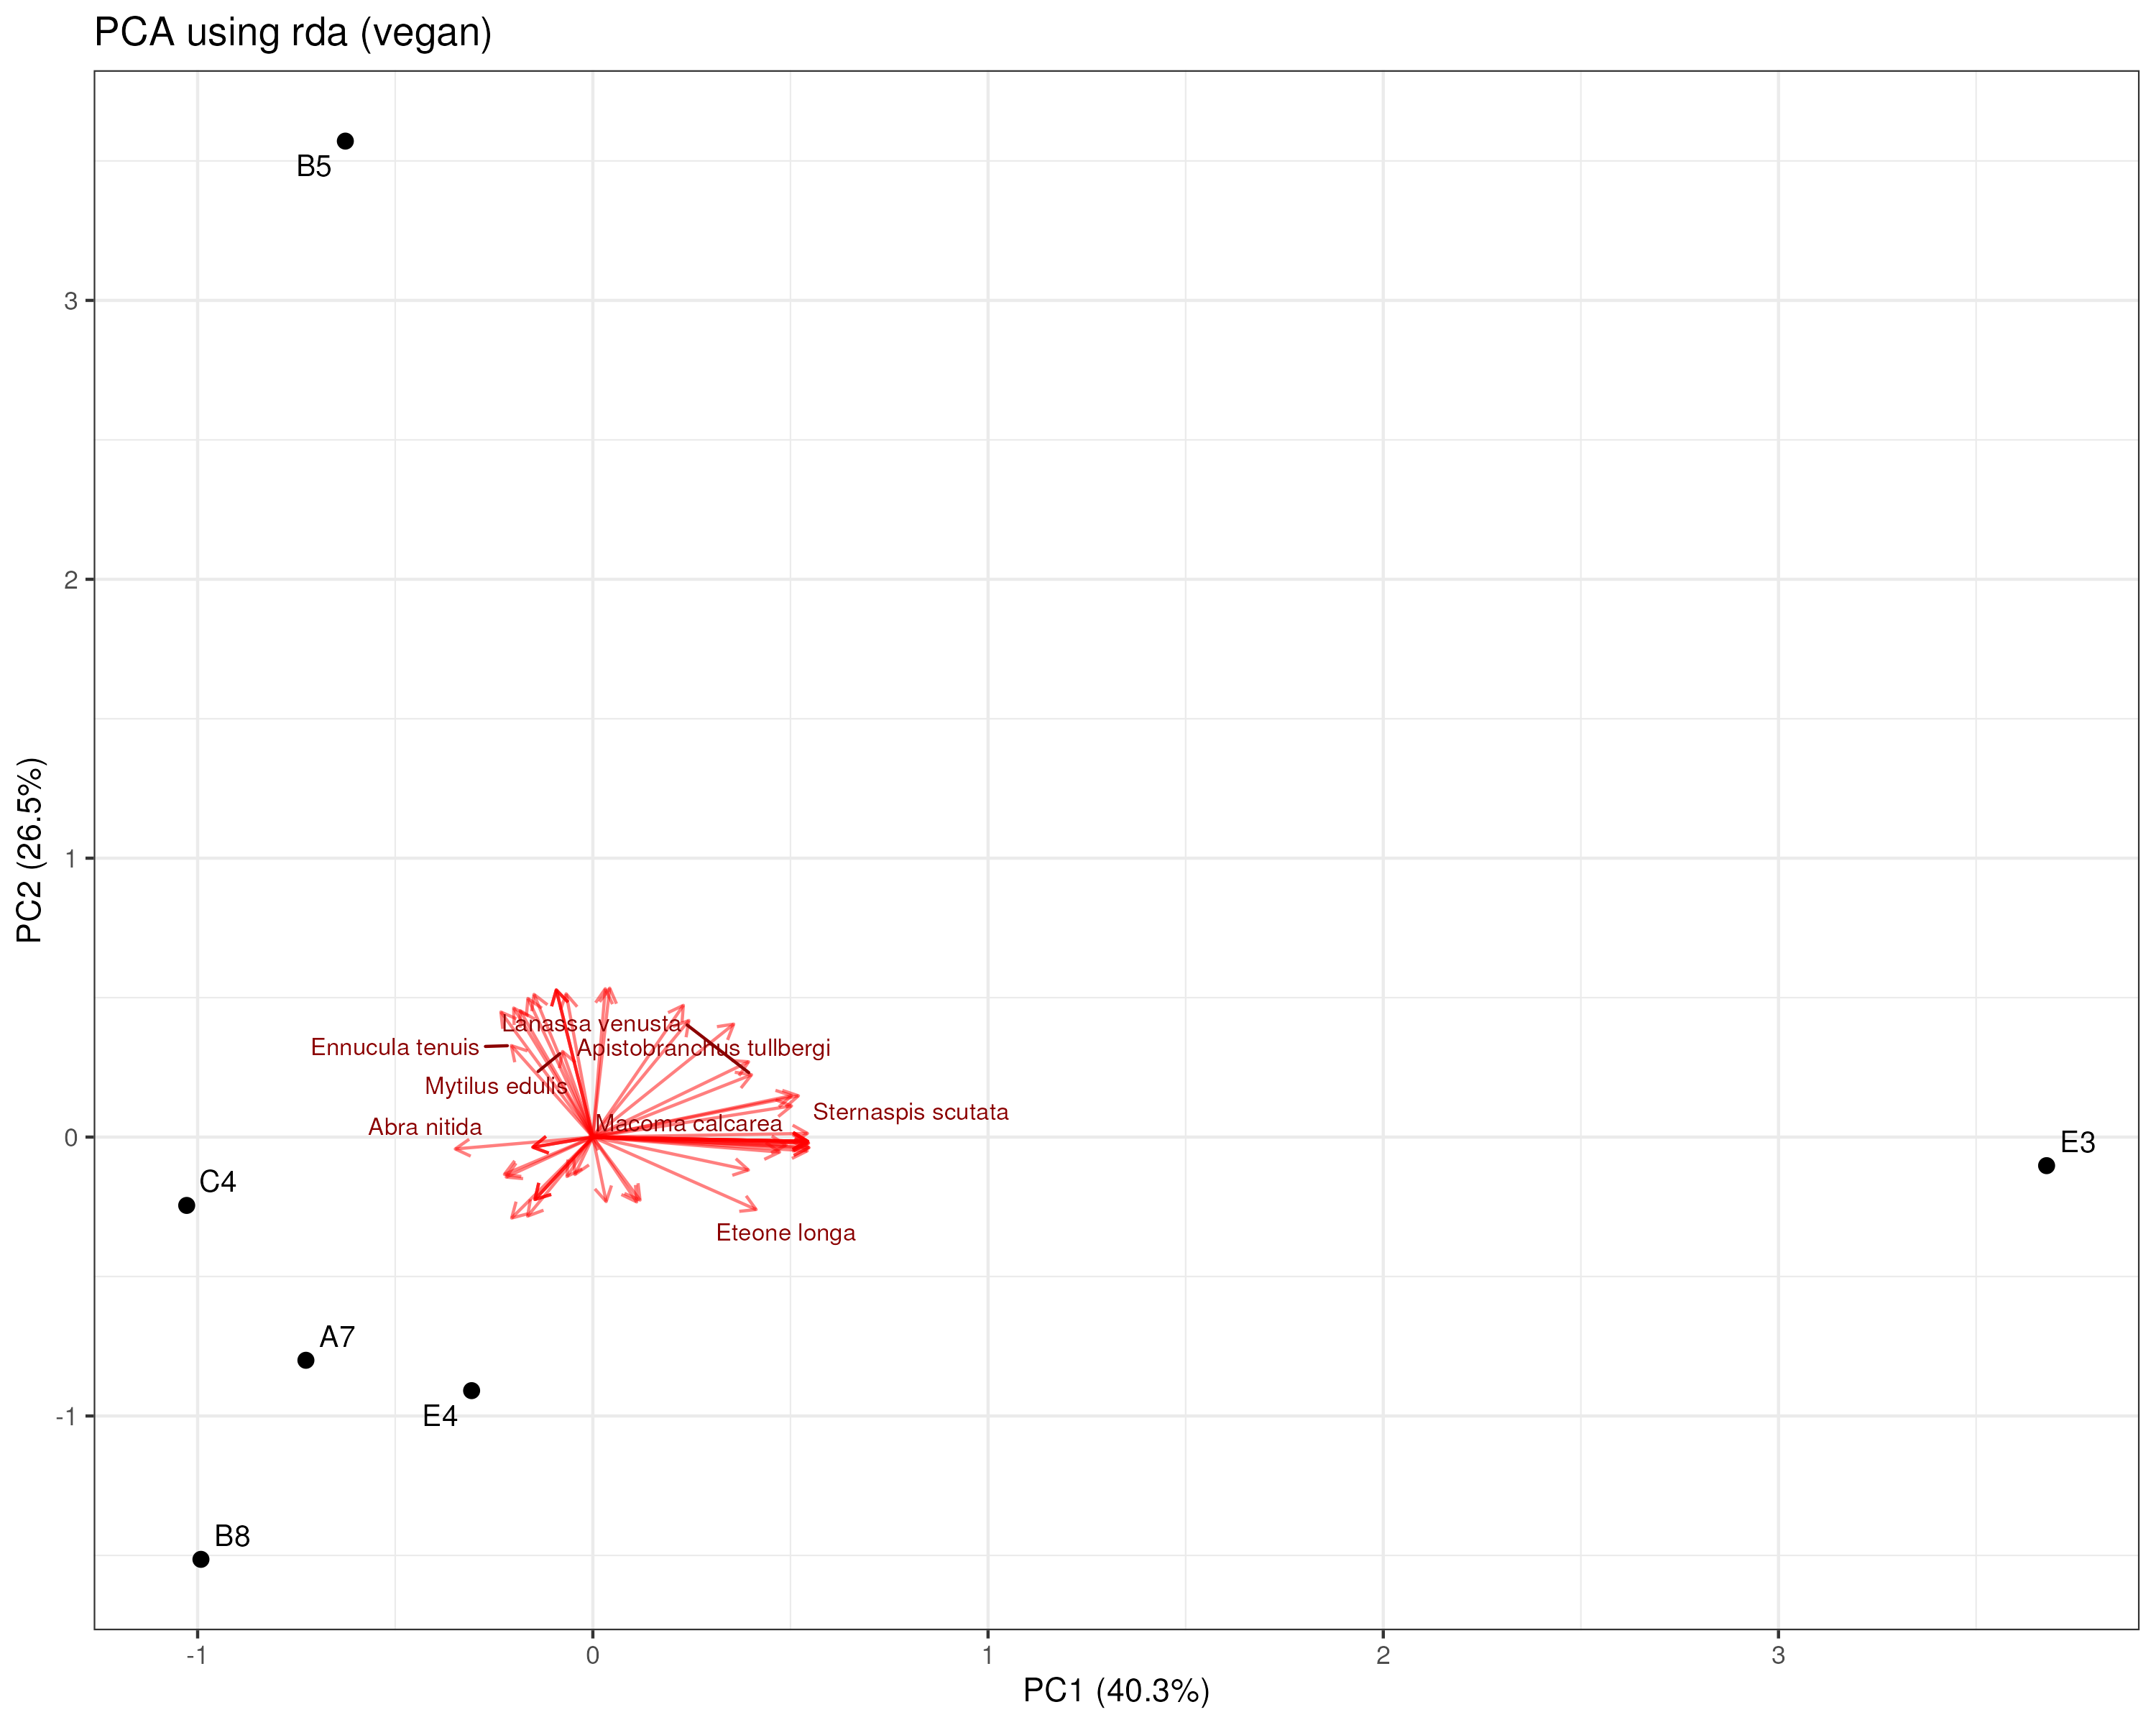 PCA using rda (vegan)
B5
3
2
1
0
-1
PC2 (26.5%)
Lanassa venusta
Ennucula tenuis
Apistobranchus tullbergi
Mytilus edulis
Sternaspis scutata
Macoma calcarea
Abra nitida
E3
C4
Eteone longa
A7
E4
B8
-1
0
1
2
3
PC1 (40.3%)